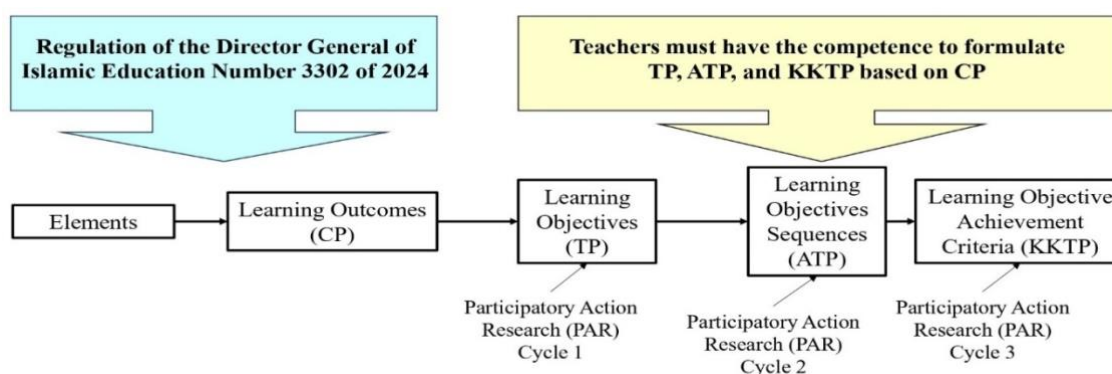 Regulation of the Director General of
Islamic Education Number 3302 of 2024
Teachers must have the competence to formulate
TP, ATP, and KKTP based on CP
Elements
Learning Outcomes
(CP)
Learning
Objectives
(TP)
Learning
Objectives
Sequences
(ATP)
Learning Objective
Achievement
Criteria (KKTP)
Participatory Action
Research (PAR)
Cycle 1
Participatory Action
Research (PAR)
Cycle 2
Participatory Action
Research (PAR)
Cycle 3